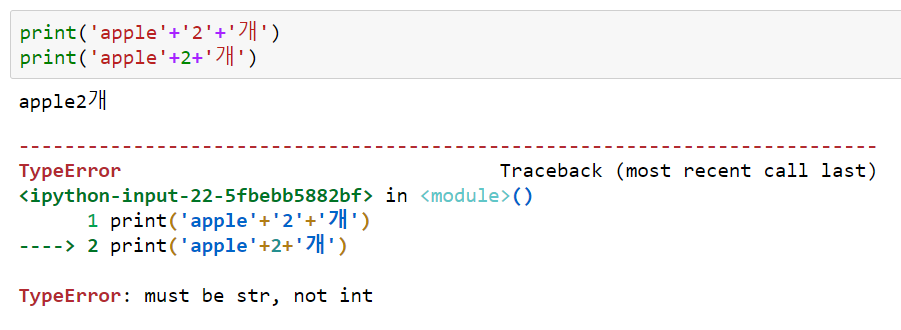 print('apple'+'2'+'개')
print('apple'+2+'개')
apple2개
---------------------------------------------------------------------------
TypeError                                 Traceback (most recent call last)
<ipython-input-22-5fbebb5882bf> in <module>()
      1 print('apple'+'2'+'개')
----> 2 print('apple'+2+'개')
TypeError: must be str, not int